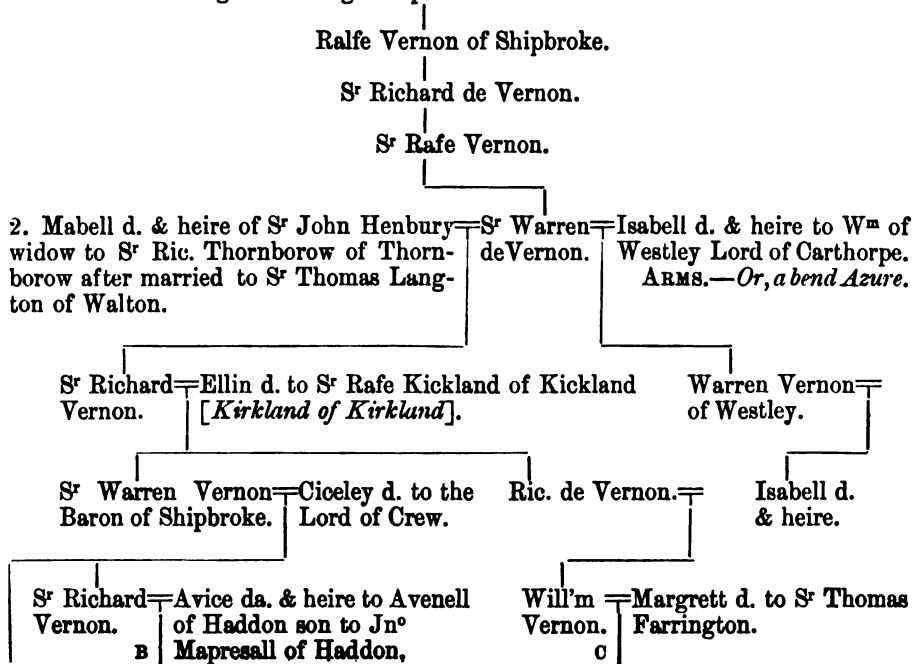 Ralfe Vernon of Shipbroke.
Sr Richard de Vernon.
Sr Rafe Vernon.
2. Mabell d. & heire of Sr John Henbury
widow to Sr Ric. Thornborow of Thorn-
borow after married to Sr Thomas Lang-
ton of Walton.
Sr Warren
deVernon.
Isabell d. & heire to Wm of
Westley Lord of Carthorpe.
ARMS.—Or, a bend Azure.
Sr Richard
Vernon.
Ellin d. to Sr Rafe Kickland of Kickland
[Kirkland of Kirkland].
Warren Vernon
of Westley.
Sr Warren Vernon
Baron of Shipbroke.
Ciceley d. to the
Lord of Crew.
Ric. de Vernon.
Isabell d.
& heire.
Sr Richard
Vernon.
B
Avice da. & heire to Avenell
of Haddon son to Jno
Mapresall of Haddon,
Will'm
Vernon.
C
Margrett d. to Sr Thomas
Farrington.